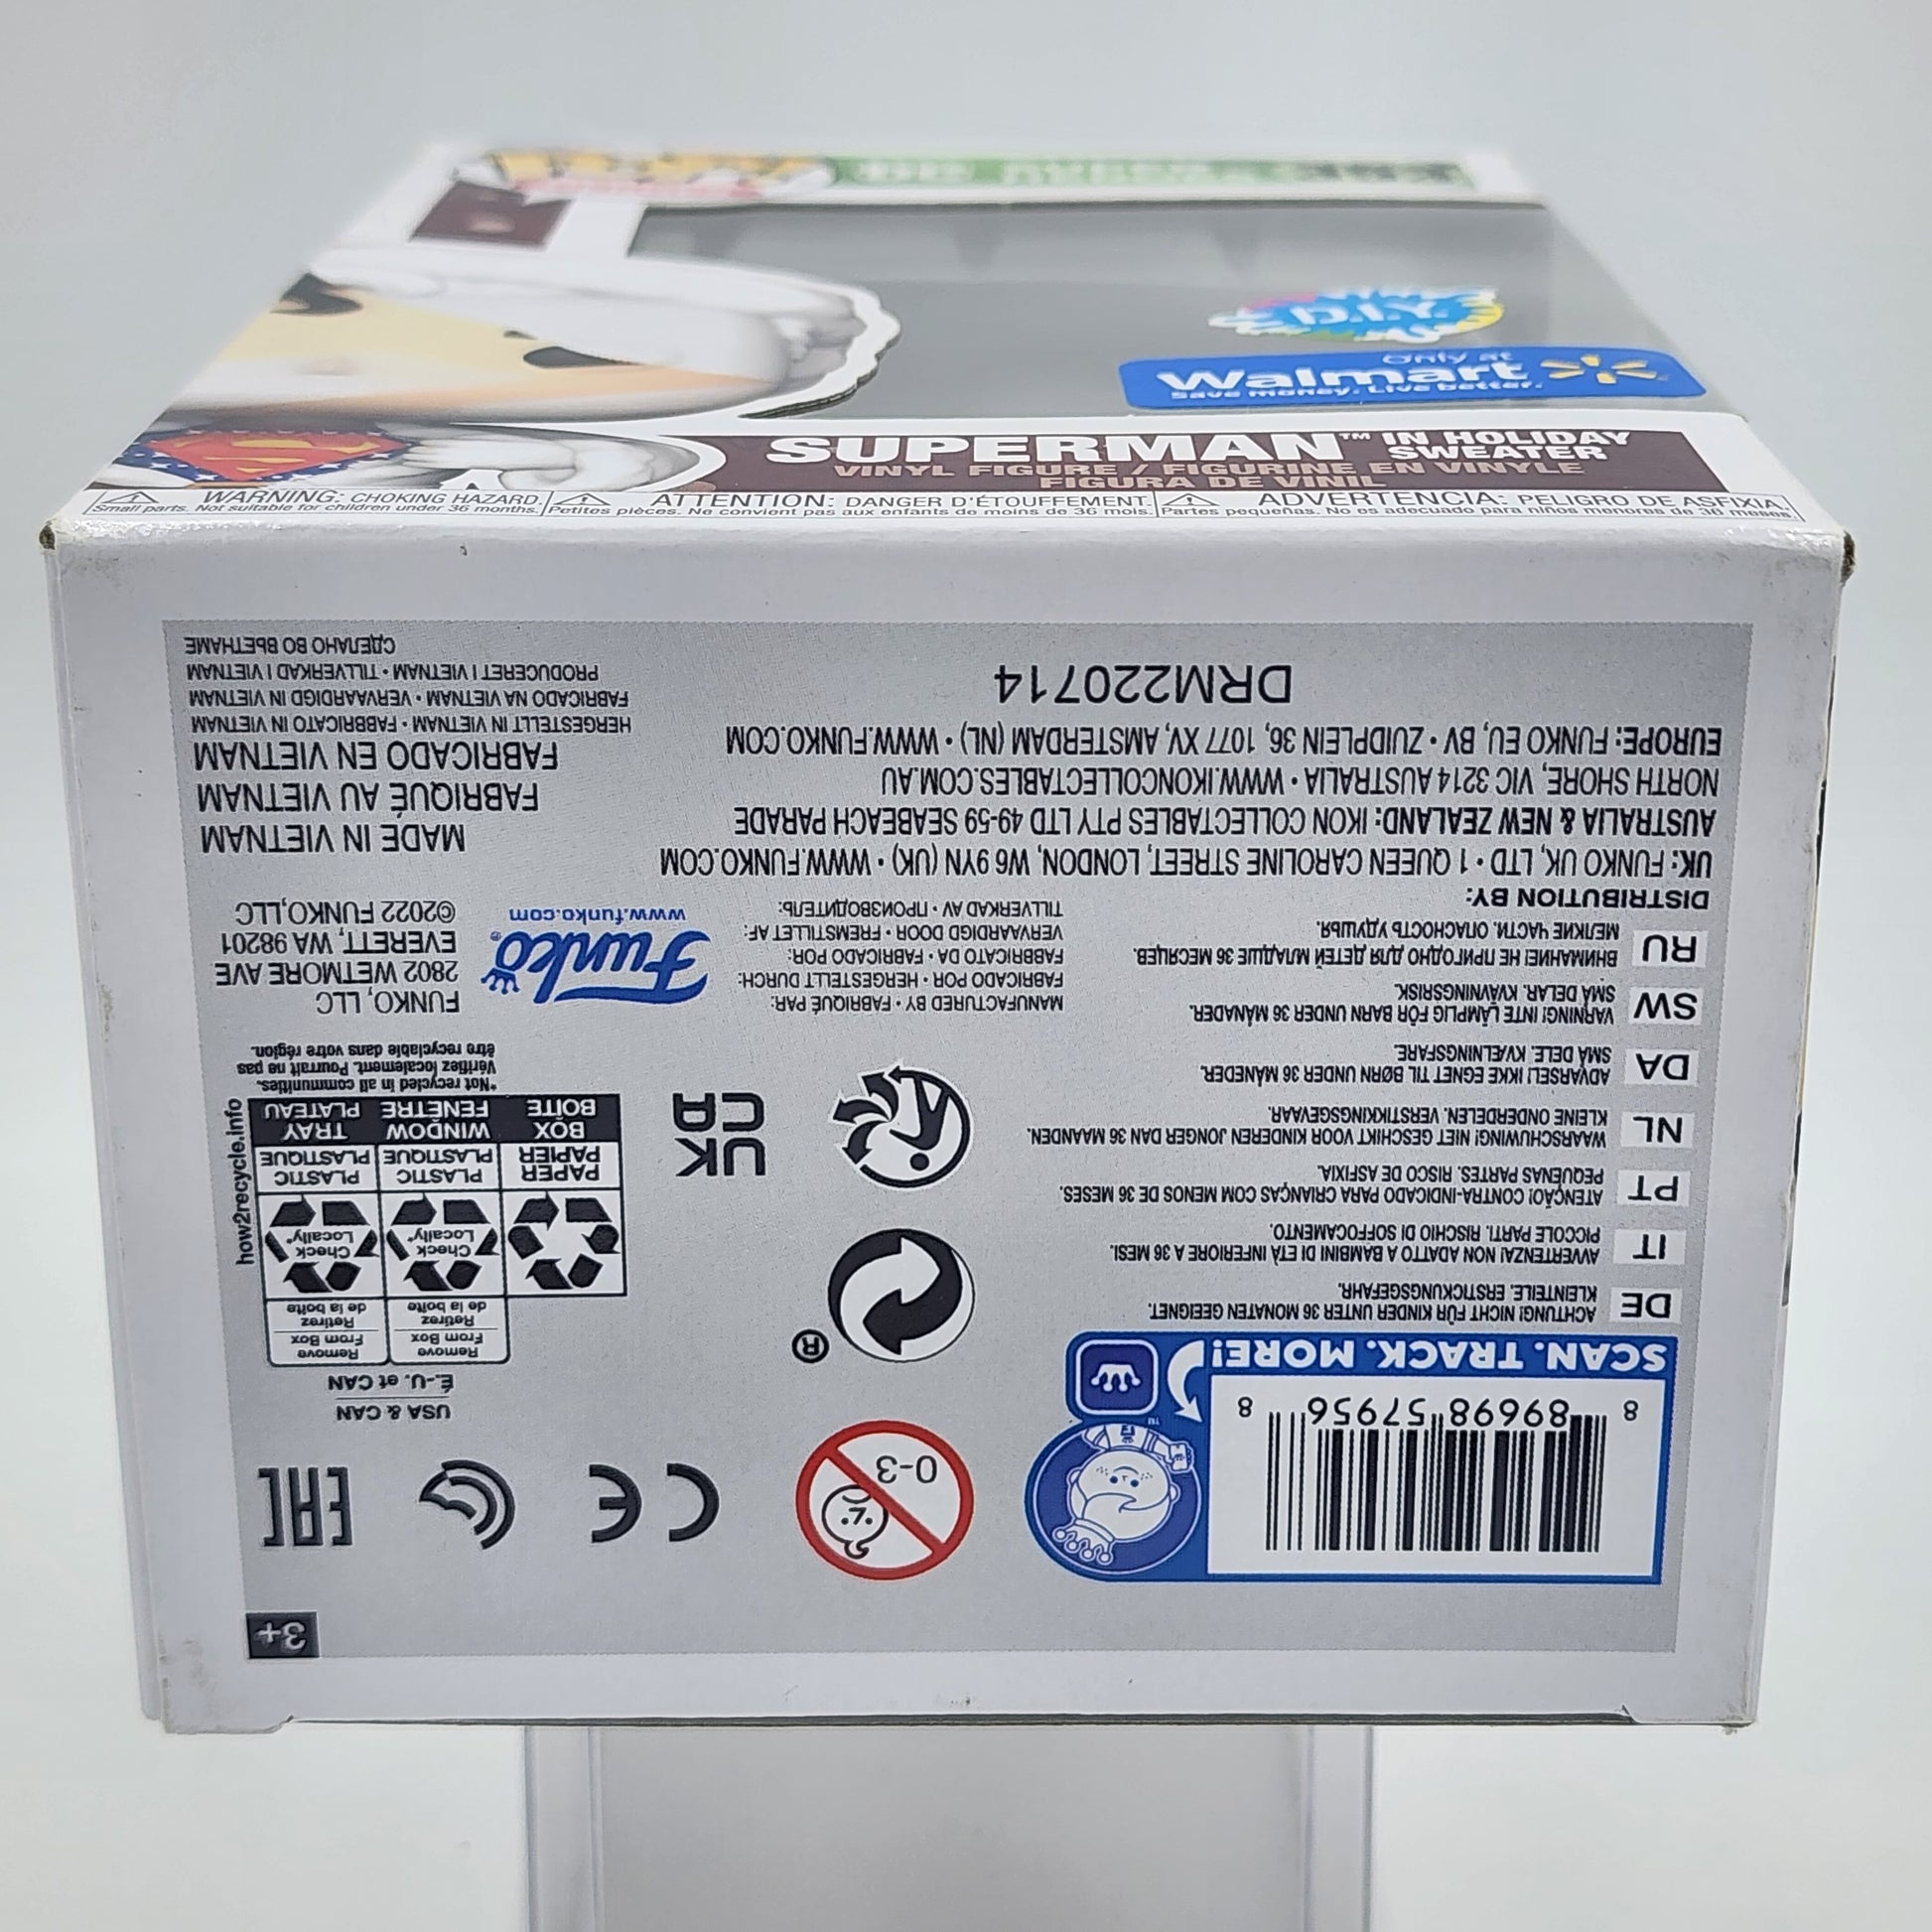 D.I.Y.
Only at
Walmart
Save money. Live better.
SUPERMAN™ IN HOLIDAY
SWEATER
VINYL FIGURE / FIGURINE EN VINYLE
FIGURA DE VINIL
WARNING: CHOKING HAZARD.
Small parts. Not suitable for children under 36 months.
ATTENTION: DANGER D'ÉTOUFFEMENT.
Petites pièces. Ne convient pas aux enfants de moins de 36 mois.
ADVERTENCIA: PELIGRO DE ASFIXIA.
Partes pequeñas. No es adecuado para niños menores de 36 meses
3+
8 89698 57956 8
SCAN. TRACK. MORE!
0-3
CE
EAC
DE
ACHTUNG! NICHT FÜR KINDER UNTER 36 MONATEN GEEIGNET.
KLEINTEILE. ERSTICKUNGSGEFAHR.
IT
AVVERTENZA! NON ADATTO A BAMBINI DI ETÀ INFERIORE A 36 MESI.
PICCOLE PARTI. RISCHIO DI SOFFOCAMENTO.
PT
ATENÇÃO! CONTRA-INDICADO PARA CRIANÇAS COM MENOS DE 36 MESES.
PEQUENAS PARTES. RISCO DE ASFIXIA.
NL
WAARSCHUWING! NIET GESCHIKT VOOR KINDEREN JONGER DAN 36 MAANDEN.
KLEINE ONDERDELEN. VERSTIKKINGSGEVAAR.
DA
ADVARSEL! IKKE EGNET TIL BØRN UNDER 36 MÅNEDER.
SMÅ DELE. KVÆLNINGSFARE.
SW
VARNING! INTE LÄMPLIG FÖR BARN UNDER 36 MÅNADER.
SMÅ DELAR. KVÄVNINGSRISK.
RU
ВНИМАНИЕ! НЕ ПРИГОДНО ДЛЯ ДЕТЕЙ МЛАДШЕ 36 МЕСЯЦЕВ.
МЕЛКИЕ ЧАСТИ. ОПАСНОСТЬ УДУШЬЯ.
®
UK
CA
USA & CAN
É.-U. et CAN
Remove
From Box
Retirez
de la boîte
Remove
From Box
Retirez
de la boîte
Check
Locally*
Check
Locally*
PAPER
PAPIER
BOX
BOÎTE
PLASTIC
PLASTIQUE
WINDOW
FENÊTRE
PLASTIC
PLASTIQUE
TRAY
PLATEAU
how2recycle.info
*Not recycled in all communities.
Vérifiez localement. Pourrait ne pas
être recyclable dans votre région.
MANUFACTURED BY • FABRIQUÉ PAR:
FABRICADO POR • HERGESTELLT DURCH:
FABBRICATO DA • FABRICADO POR:
VERVAARDIGD DOOR • FREMSTILLET AF:
TILLVERKAD AV • ПРОИЗВОДИТЕЛЬ:
Funko®
www.funko.com
FUNKO, LLC
2802 WETMORE AVE
EVERETT, WA 98201
©2022 FUNKO,LLC
DISTRIBUTION BY:
UK: FUNKO UK, LTD • 1 QUEEN CAROLINE STREET, LONDON, W6 9YN (UK) • WWW.FUNKO.COM
AUSTRALIA & NEW ZEALAND: IKON COLLECTABLES PTY LTD 49-59 SEABEACH PARADE
NORTH SHORE, VIC 3214 AUSTRALIA • WWW.IKONCOLLECTABLES.COM.AU
EUROPE: FUNKO EU, BV • ZUIDPLEIN 36, 1077 XV, AMSTERDAM (NL) • WWW.FUNKO.COM
DRM220714
MADE IN VIETNAM
FABRIQUÉ AU VIETNAM
FABRICADO EN VIETNAM
HERGESTELLT IN VIETNAM • FABBRICATO IN VIETNAM
FABRICADO NA VIETNAM • VERVAARDIGD IN VIETNAM
PRODUCERET I VIETNAM • TILLVERKAD I VIETNAM
СДЕЛАНО ВО ВЬЕТНАМЕ